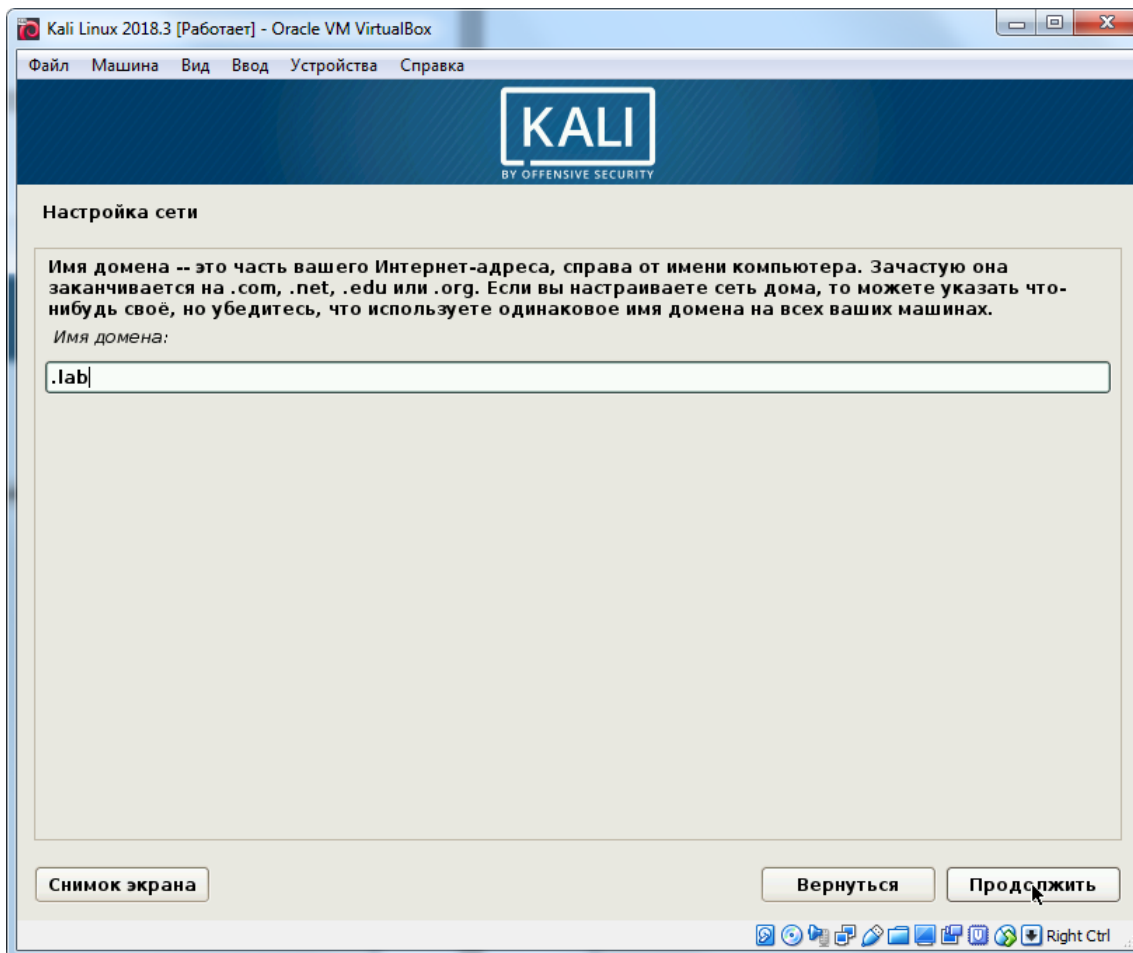 Kali Linux 2018.3 [Работает] - Oracle VM VirtualBox
Файл Машина Вид Ввод Устройства Справка
KALI
BY OFFENSIVE SECURITY
Настройка сети
Имя домена -- это часть вашего Интернет-адреса, справа от имени компьютера. Зачастую она
заканчивается на .com, .net, .edu или .org. Если вы настраиваете сеть дома, то можете указать что-
нибудь своё, но убедитесь, что используете одинаковое имя домена на всех ваших машинах.
Имя домена:
.lab
Снимок экрана Вернуться Продолжить
Right Ctrl